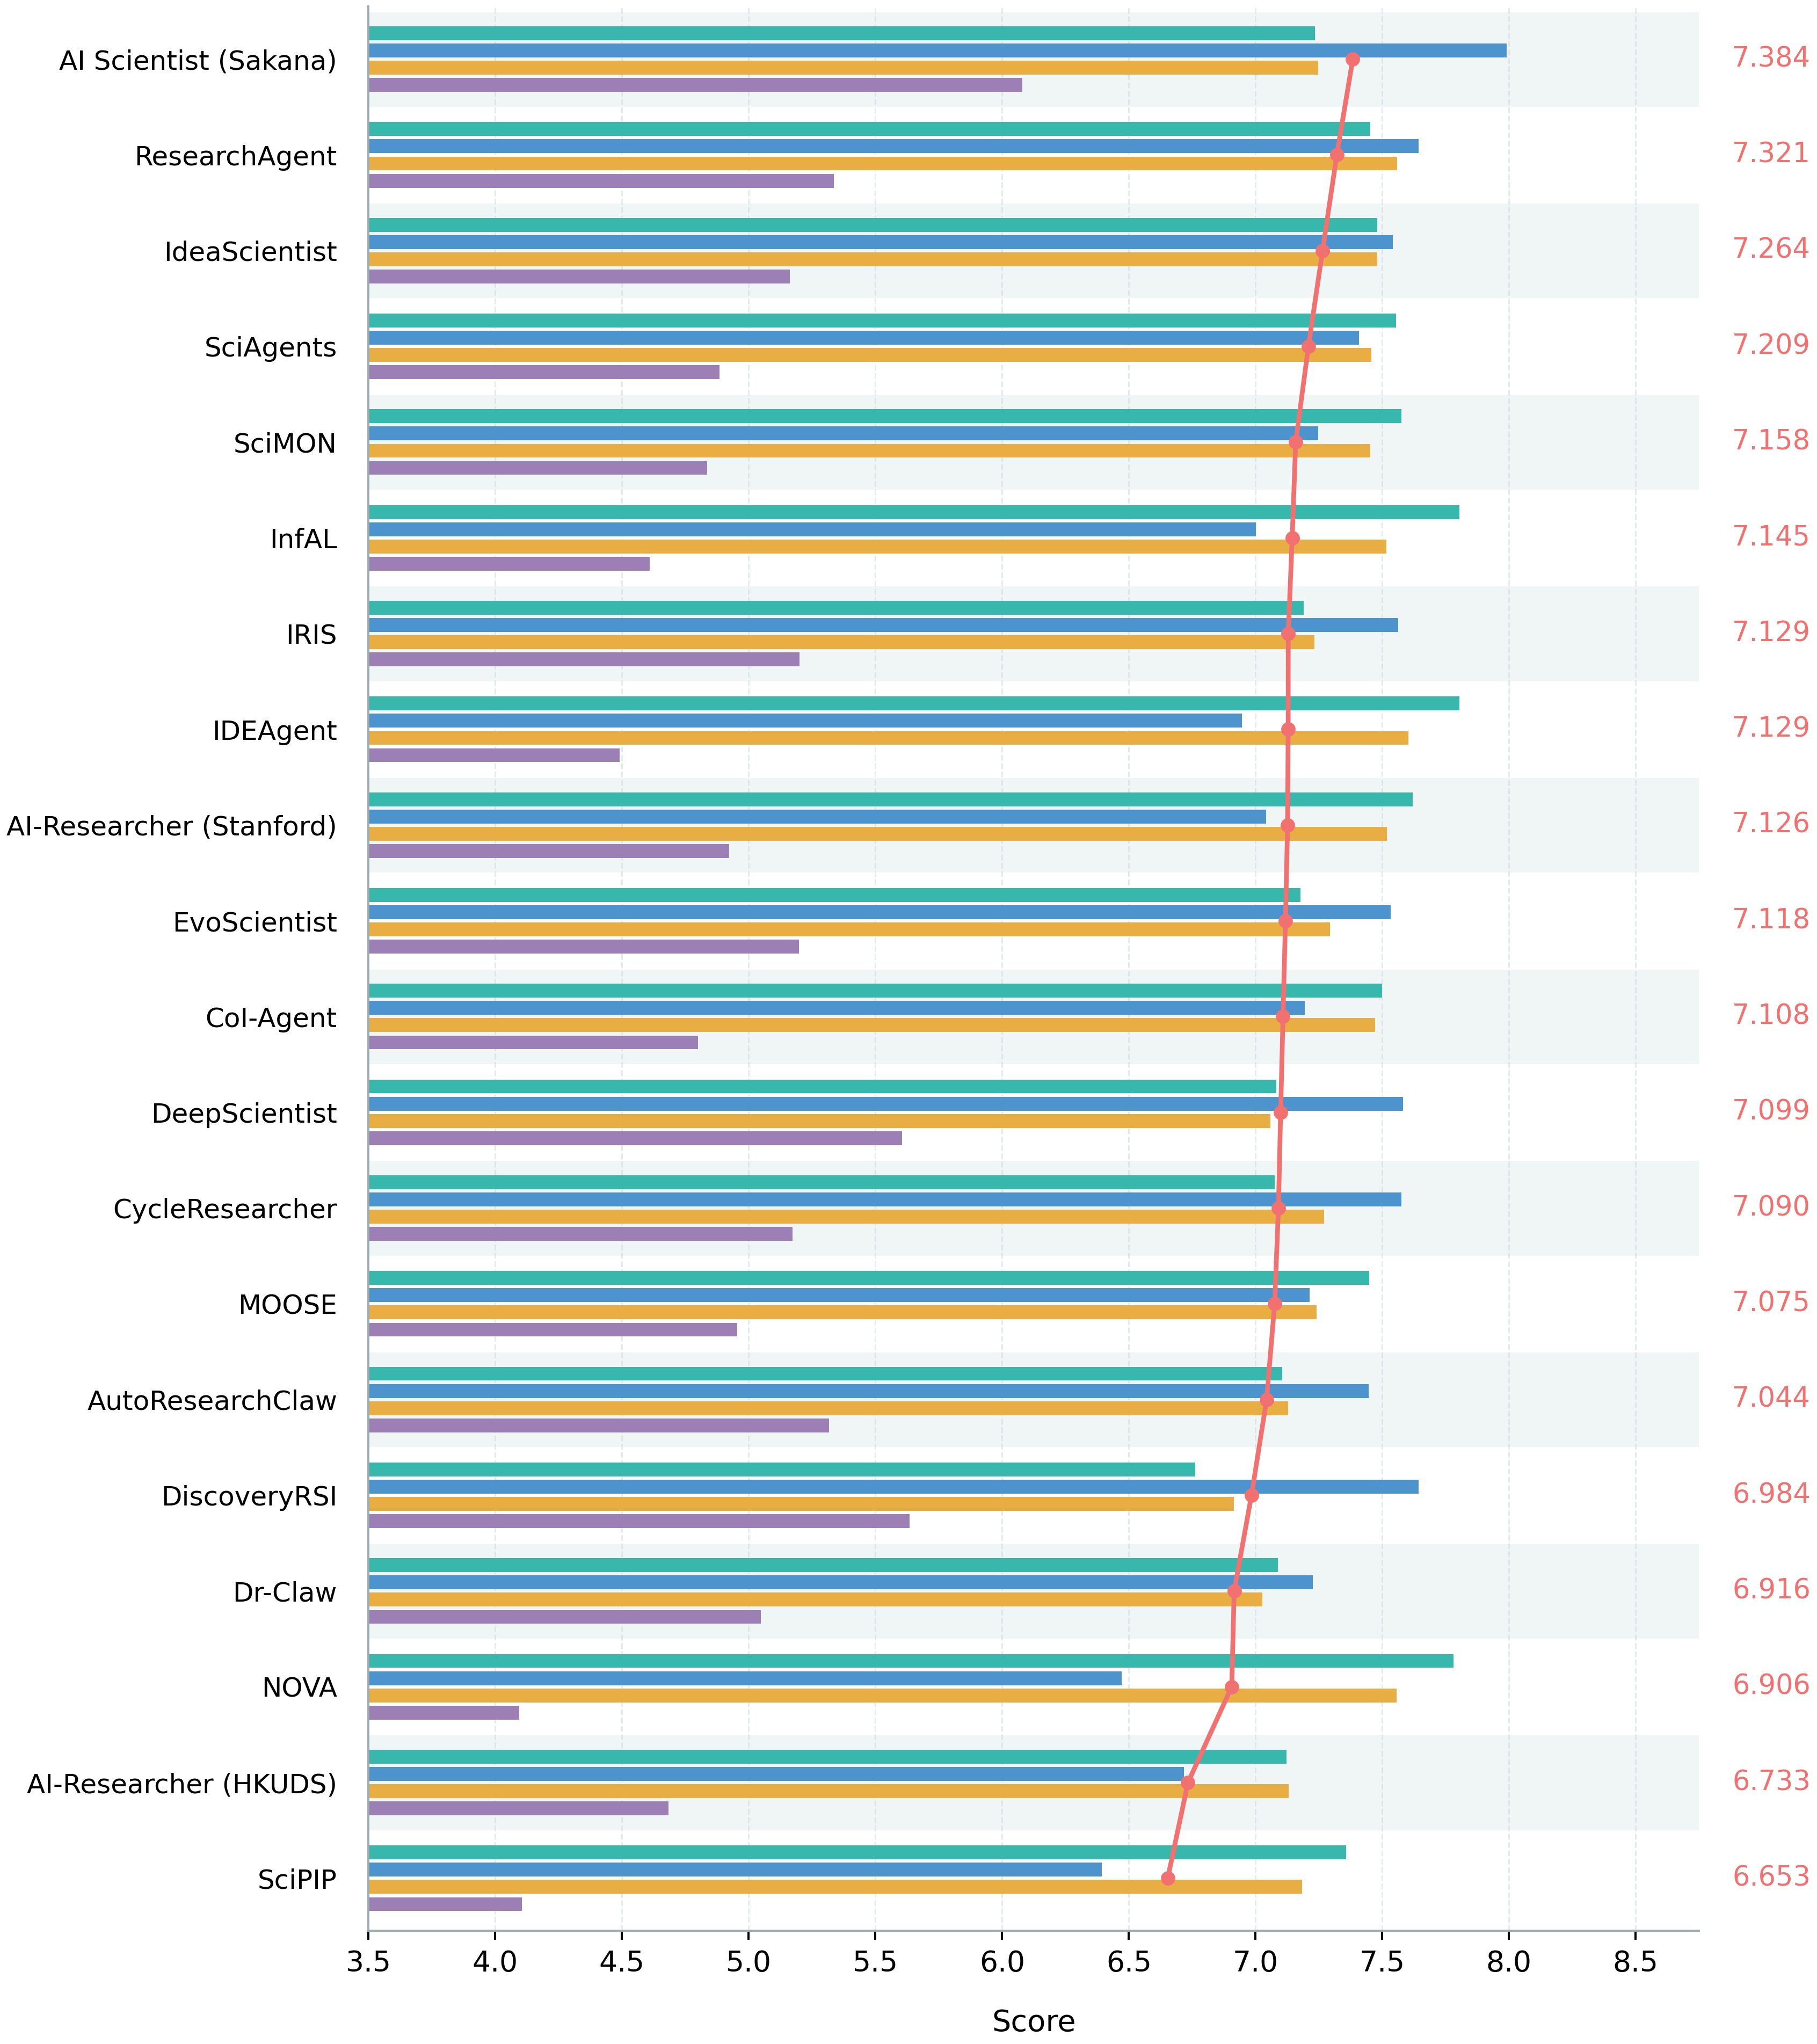 AI Scientist (Sakana) 7.384
ResearchAgent 7.321
IdeaScientist 7.264
SciAgents 7.209
SciMON 7.158
InfAL 7.145
IRIS 7.129
IDEAgent 7.129
AI-Researcher (Stanford) 7.126
EvoScientist 7.118
CoI-Agent 7.108
DeepScientist 7.099
CycleResearcher 7.090
MOOSE 7.075
AutoResearchClaw 7.044
DiscoveryRSI 6.984
Dr-Claw 6.916
NOVA 6.906
AI-Researcher (HKUDS) 6.733
SciPIP 6.653
3.5 4.0 4.5 5.0 5.5 6.0 6.5 7.0 7.5 8.0 8.5
Score